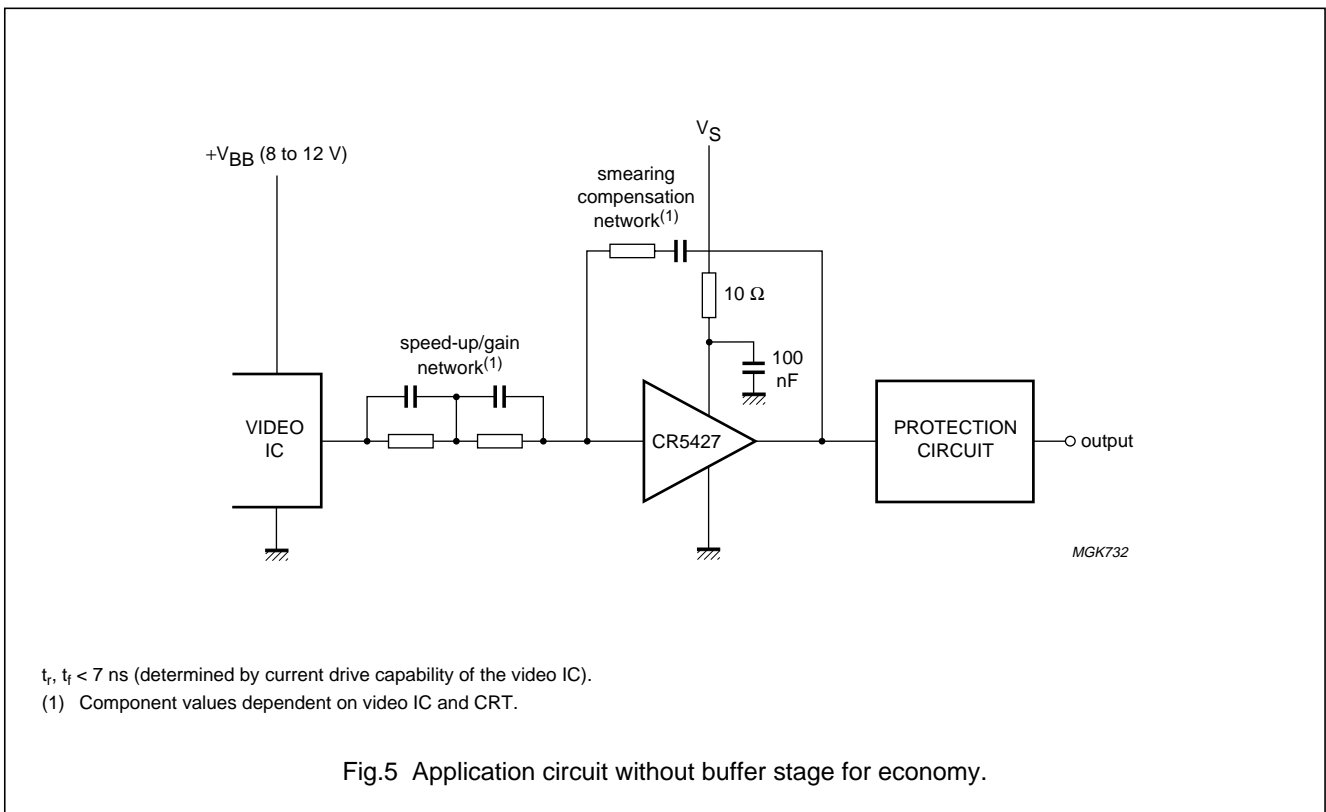 V_S
+V_BB (8 to 12 V)
smearing
compensation
network(1)
10 Ω
speed-up/gain
network(1)
100
nF
VIDEO
IC
CR5427
PROTECTION
CIRCUIT
output
MGK732
t_r, t_f < 7 ns (determined by current drive capability of the video IC).
(1) Component values dependent on video IC and CRT.
Fig.5 Application circuit without buffer stage for economy.